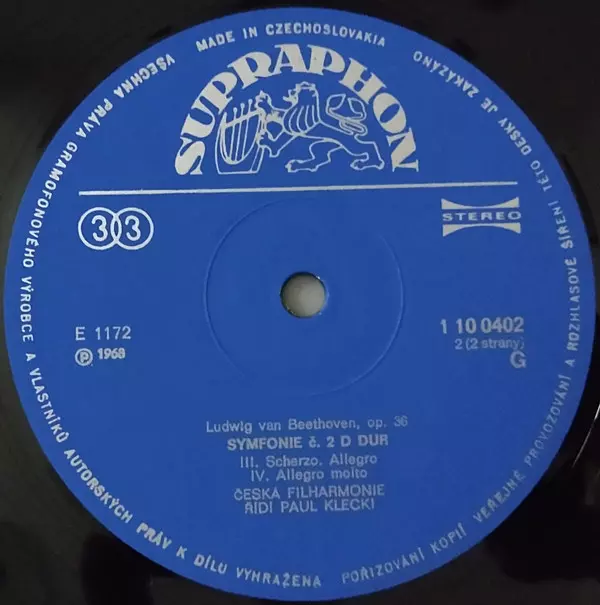 MADE IN CZECHOSLOVAKIA
VŠECHNA PRÁVA GRAMOFONOVÉHO VÝROBCE A VLASTNÍKŮ AUTORSKÝCH PRÁV K DÍLU VYHRAŽENA
POŘIZOVÁNÍ KOPIÍ VEŘEJNÉ PROVOZOVÁNÍ A ROZHLASOVÉ ŠÍŘENÍ TÉTO DESKY JE ZAKÁZÁNO
SUPRAPHON
33
STEREO
E 1172
℗ 1968
1 10 0402
2 (2 strany)
G
Ludwig van Beethoven, op. 36
SYMFONIE č. 2 D DUR
III. Scherzo. Allegro
IV. Allegro molto
ČESKÁ FILHARMONIE
ŘÍDÍ PAUL KLECKI